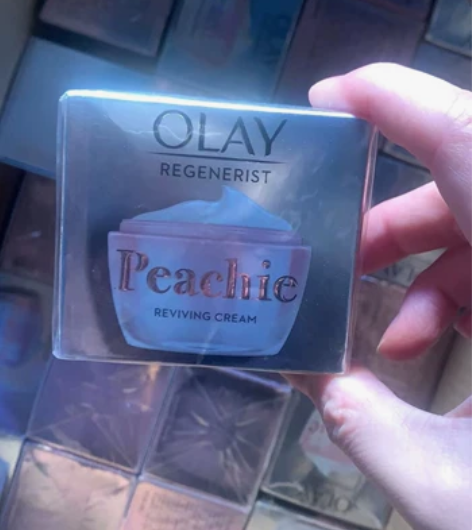 OLAY
REGENERIST
Peachie
REVIVING CREAM